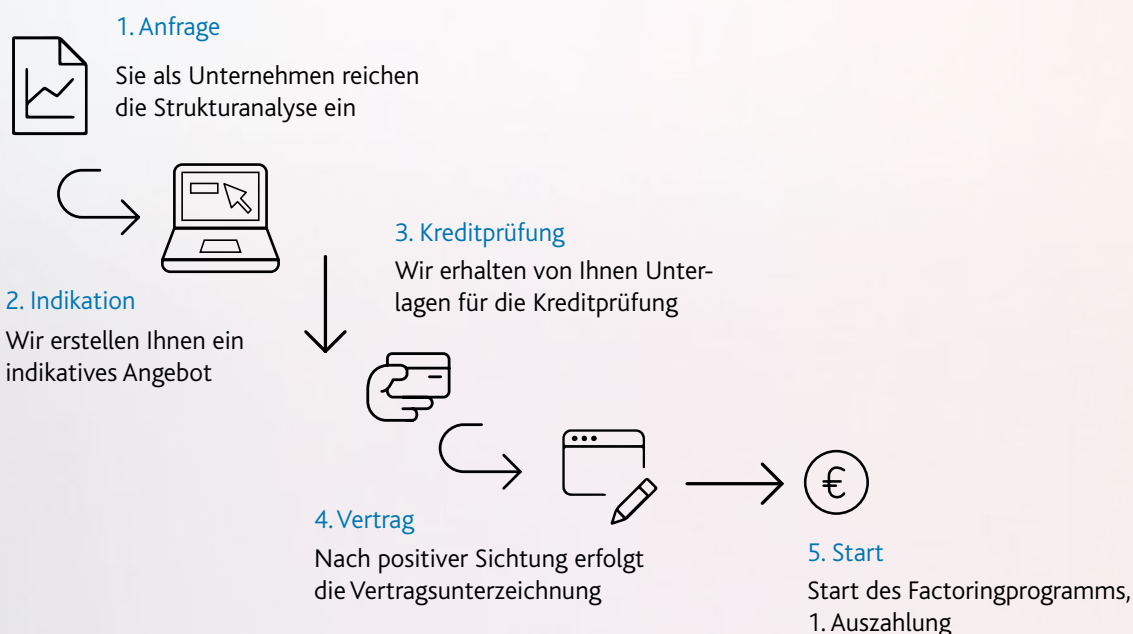 1. Anfrage
Sie als Unternehmen reichen
die Strukturanalyse ein
2. Indikation
Wir erstellen Ihnen ein
indikatives Angebot
3. Kreditprüfung
Wir erhalten von Ihnen Unter-
lagen für die Kreditprüfung
4. Vertrag
Nach positiver Sichtung erfolgt
die Vertragsunterzeichnung
€
5. Start
Start des Factoringprogramms,
1. Auszahlung